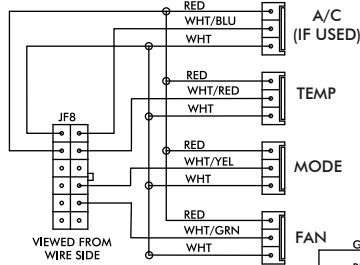 RED
WHT/BLU
WHT
A/C
(IF USED)
RED
WHT/RED
WHT
TEMP
JF8
RED
WHT/YEL
WHT
MODE
RED
WHT/GRN
WHT
FAN
VIEWED FROM
WIRE SIDE